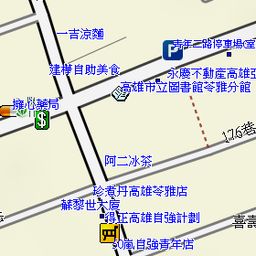 一吉涼麵
青年二路停車場(室
建樺自助美食
永慶不動產高雄亞
高雄市立圖書館苓雅分館
擁心藥局
$
176巷
阿二冰茶
珍煮丹高雄苓雅店
蘇黎世大廈
得正高雄自強計劃
喜壽
50嵐自強青年店